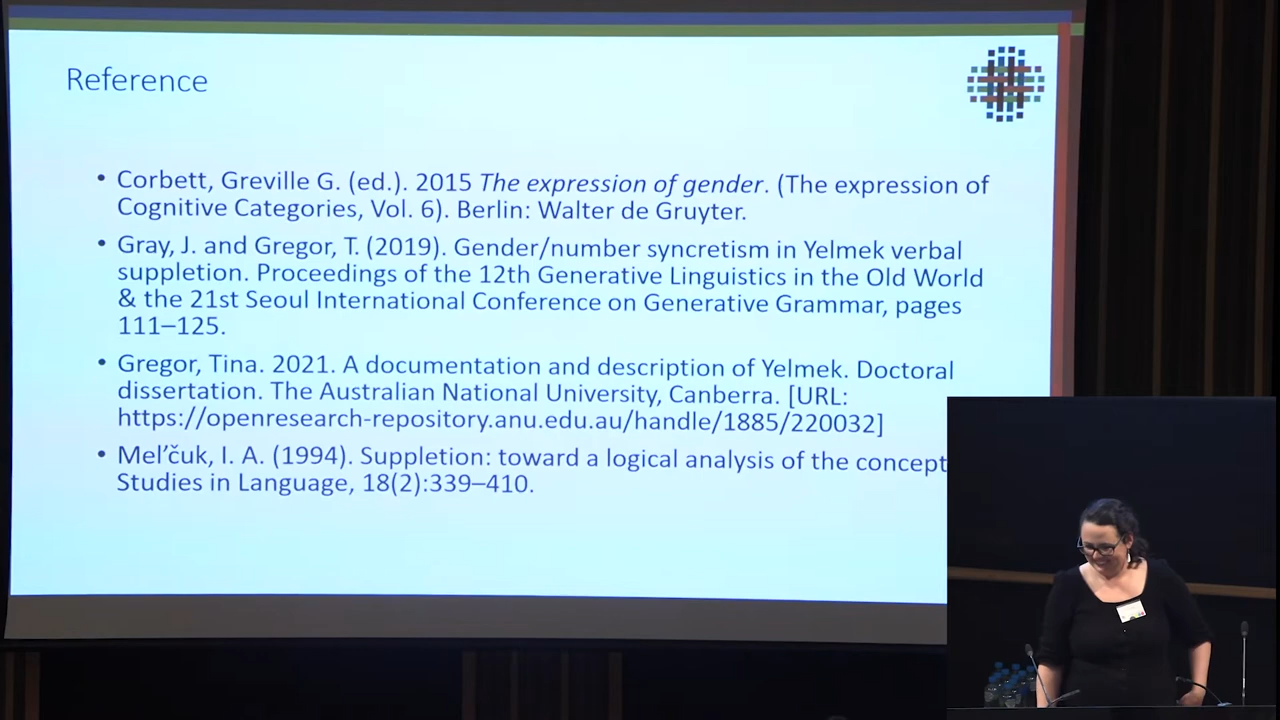 Reference
• Corbett, Greville G. (ed.). 2015 The expression of gender. (The expression of
Cognitive Categories, Vol. 6). Berlin: Walter de Gruyter.
• Gray, J. and Gregor, T. (2019). Gender/number syncretism in Yelmek verbal
suppletion. Proceedings of the 12th Generative Linguistics in the Old World
& the 21st Seoul International Conference on Generative Grammar, pages
111–125.
• Gregor, Tina. 2021. A documentation and description of Yelmek. Doctoral
dissertation. The Australian National University, Canberra. [URL:
https://openresearch-repository.anu.edu.au/handle/1885/220032]
• Mel’čuk, I. A. (1994). Suppletion: toward a logical analysis of the concept
Studies in Language, 18(2):339–410.